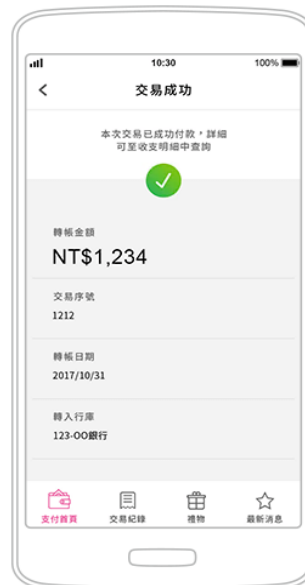 10:30
100%
交易成功
本次交易已成功付款，詳細
可至收支明細中查詢
轉帳金額
NT$1,234
交易序號
1212
轉帳日期
2017/10/31
轉入行庫
123-OO銀行
支付首頁 交易紀錄 禮物 最新消息